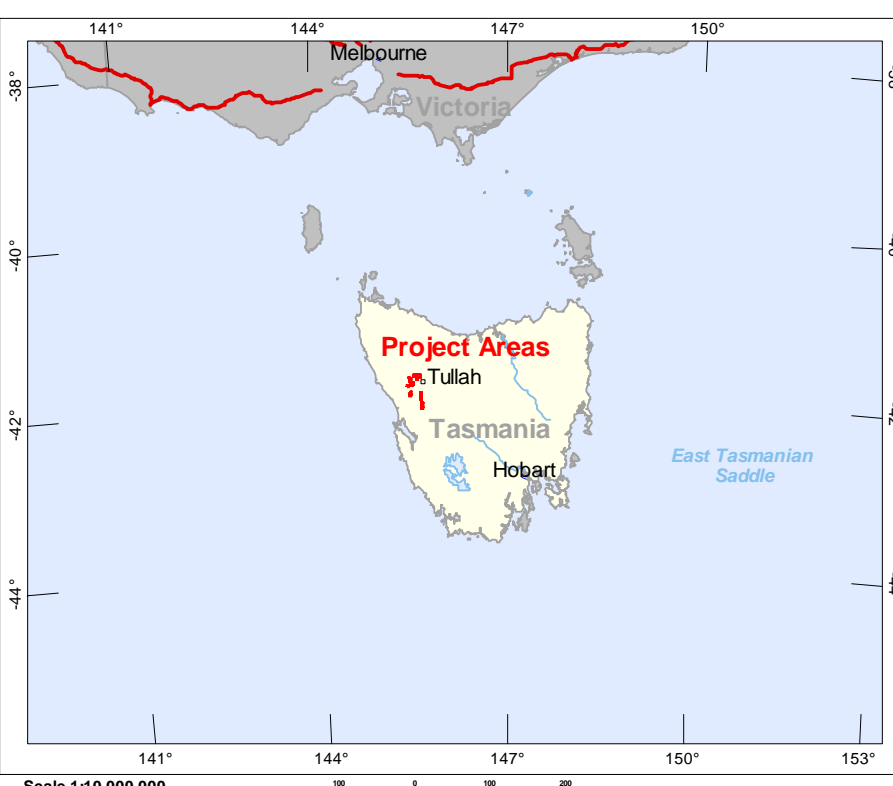 141° 144° 147° 150°
Melbourne
-38°
Victoria
-40°
Project Areas
Tullah
-42°
Tasmania
East Tasmanian
Saddle
Hobart
-44°
141° 144° 147° 150° 153°
Scale 1:10,000,000
100 0 100 200